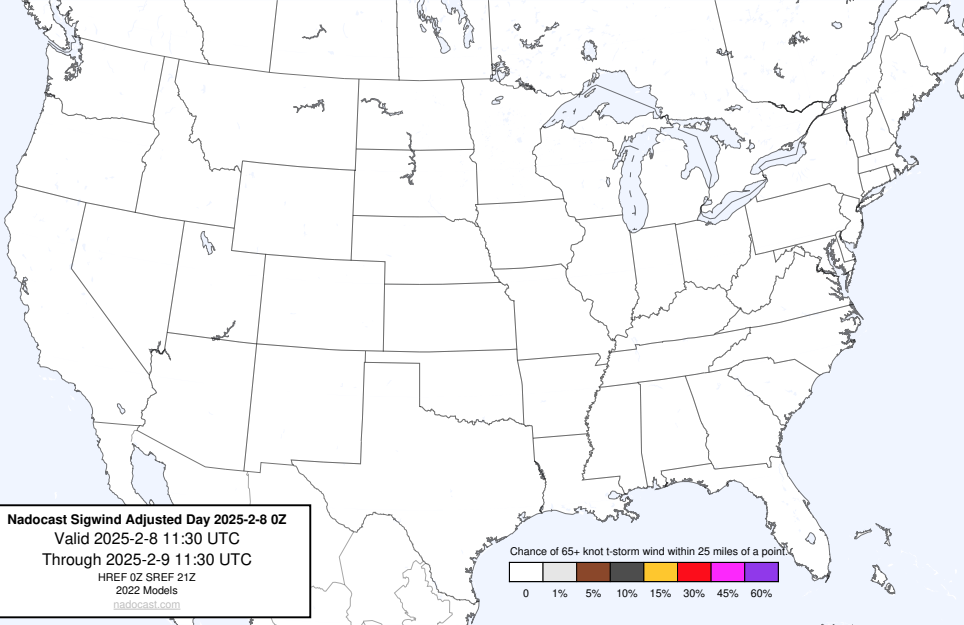 Nadocast Sigwind Adjusted Day 2025-2-8 0Z
Valid 2025-2-8 11:30 UTC
Through 2025-2-9 11:30 UTC
HREF 0Z SREF 21Z
2022 Models
nadocast.com
Chance of 65+ knot t-storm wind within 25 miles of a point.
0 1% 5% 10% 15% 30% 45% 60%